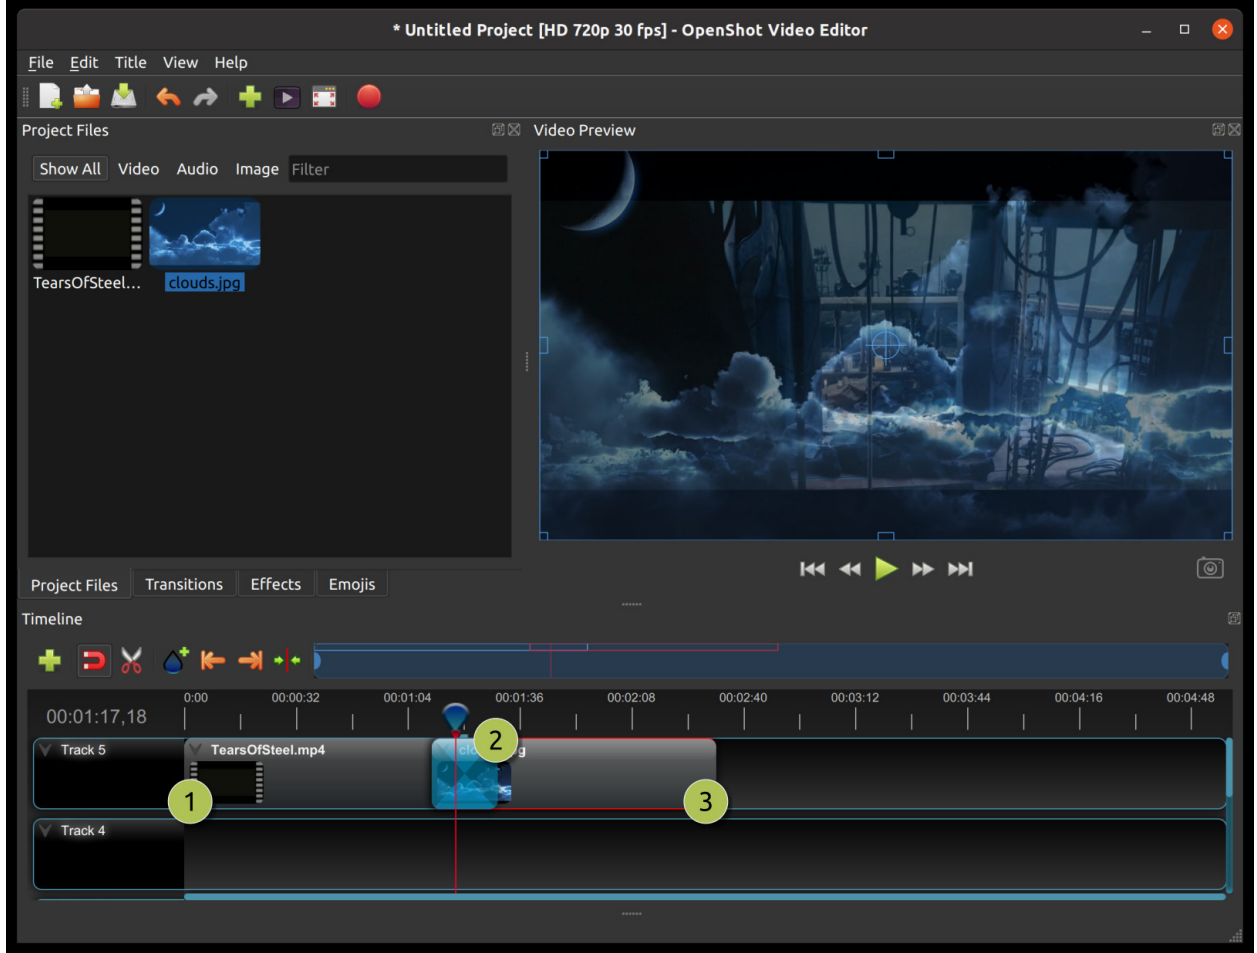 * Untitled Project [HD 720p 30 fps] - OpenShot Video Editor
File Edit Title View Help
Project Files
Video Preview
Show All Video Audio Image Filter
TearsOfSteel... clouds.jpg
Project Files Transitions Effects Emojis
Timeline
00:01:17,18
0:00 00:00:32 00:01:04 00:01:36 00:02:08 00:02:40 00:03:12 00:03:44 00:04:16 00:04:48
Track 5
TearsOfSteel.mp4
1
2
3
Track 4